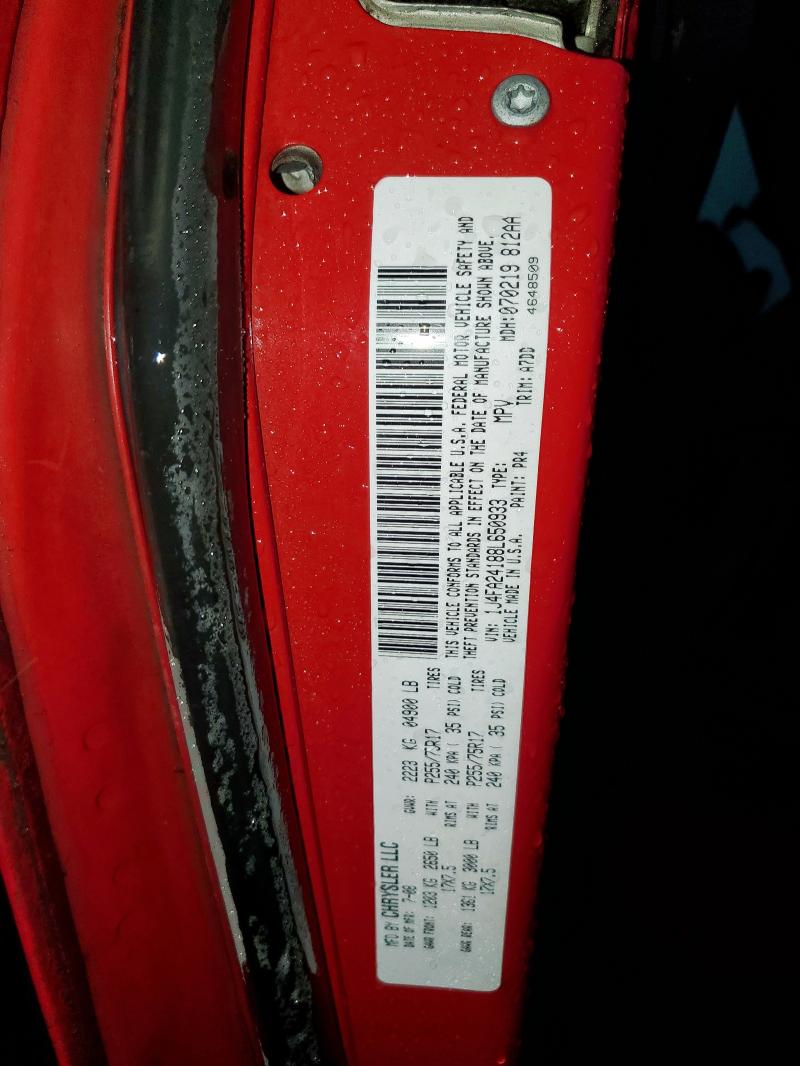 MFD BY CHRYSLER LLC
DATE OF MFR: 7-08 GVWR: 2223 KG 04900 LB
GAWR FRONT: 1203 KG 2650 LB WITH P255/75R17 TIRES
17X7.5 RIMS AT 240 KPA ( 35 PSI) COLD
GAWR REAR: 1361 KG 3000 LB WITH P255/75R17 TIRES
17X7.5 RIMS AT 240 KPA ( 35 PSI) COLD
THIS VEHICLE CONFORMS TO ALL APPLICABLE U.S.A. FEDERAL MOTOR VEHICLE SAFETY AND
THEFT PREVENTION STANDARDS IN EFFECT ON THE DATE OF MANUFACTURE SHOWN ABOVE.
VIN: 1J4FA24188L650933 TYPE: MPV MDH:070219 812AA
VEHICLE MADE IN U.S.A. PAINT: PR4 TRIM: A7DD 4648509